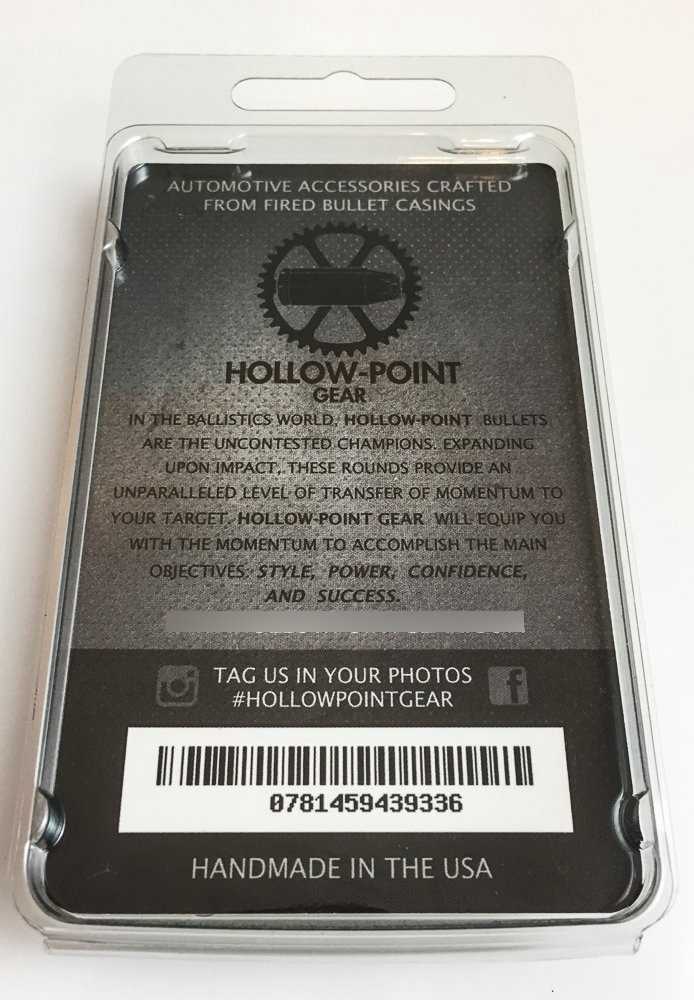 AUTOMOTIVE ACCESSORIES CRAFTED
FROM FIRED BULLET CASINGS
HOLLOW-POINT
GEAR
IN THE BALLISTICS WORLD, HOLLOW-POINT BULLETS
ARE THE UNCONTESTED CHAMPIONS. EXPANDING
UPON IMPACT, THESE ROUNDS PROVIDE AN
UNPARALLELED LEVEL OF TRANSFER OF MOMENTUM TO
YOUR TARGET. HOLLOW-POINT GEAR WILL EQUIP YOU
WITH THE MOMENTUM TO ACCOMPLISH THE MAIN
OBJECTIVES: STYLE, POWER, CONFIDENCE,
AND SUCCESS.
TAG US IN YOUR PHOTOS
#HOLLOWPOINTGEAR
0781459439336
HANDMADE IN THE USA